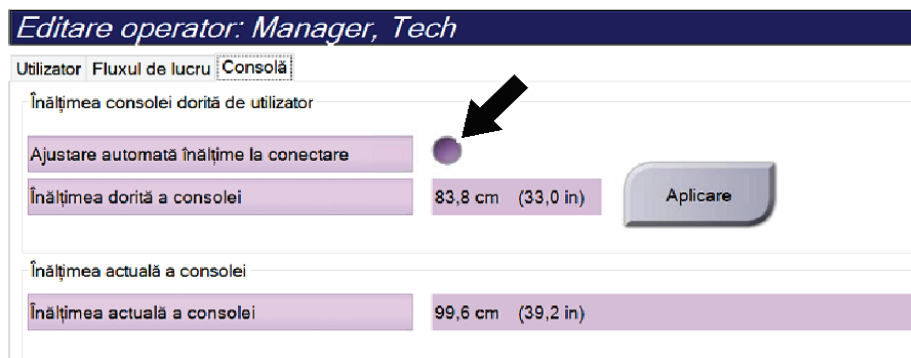 Editare operator: Manager, Tech
Utilizator Fluxul de lucru Consolă
Înălțimea consolei dorită de utilizator
Ajustare automată înălțime la conectare
Înălțimea dorită a consolei 83,8 cm (33,0 in) Aplicare
Înălțimea actuală a consolei
Înălțimea actuală a consolei 99,6 cm (39,2 in)